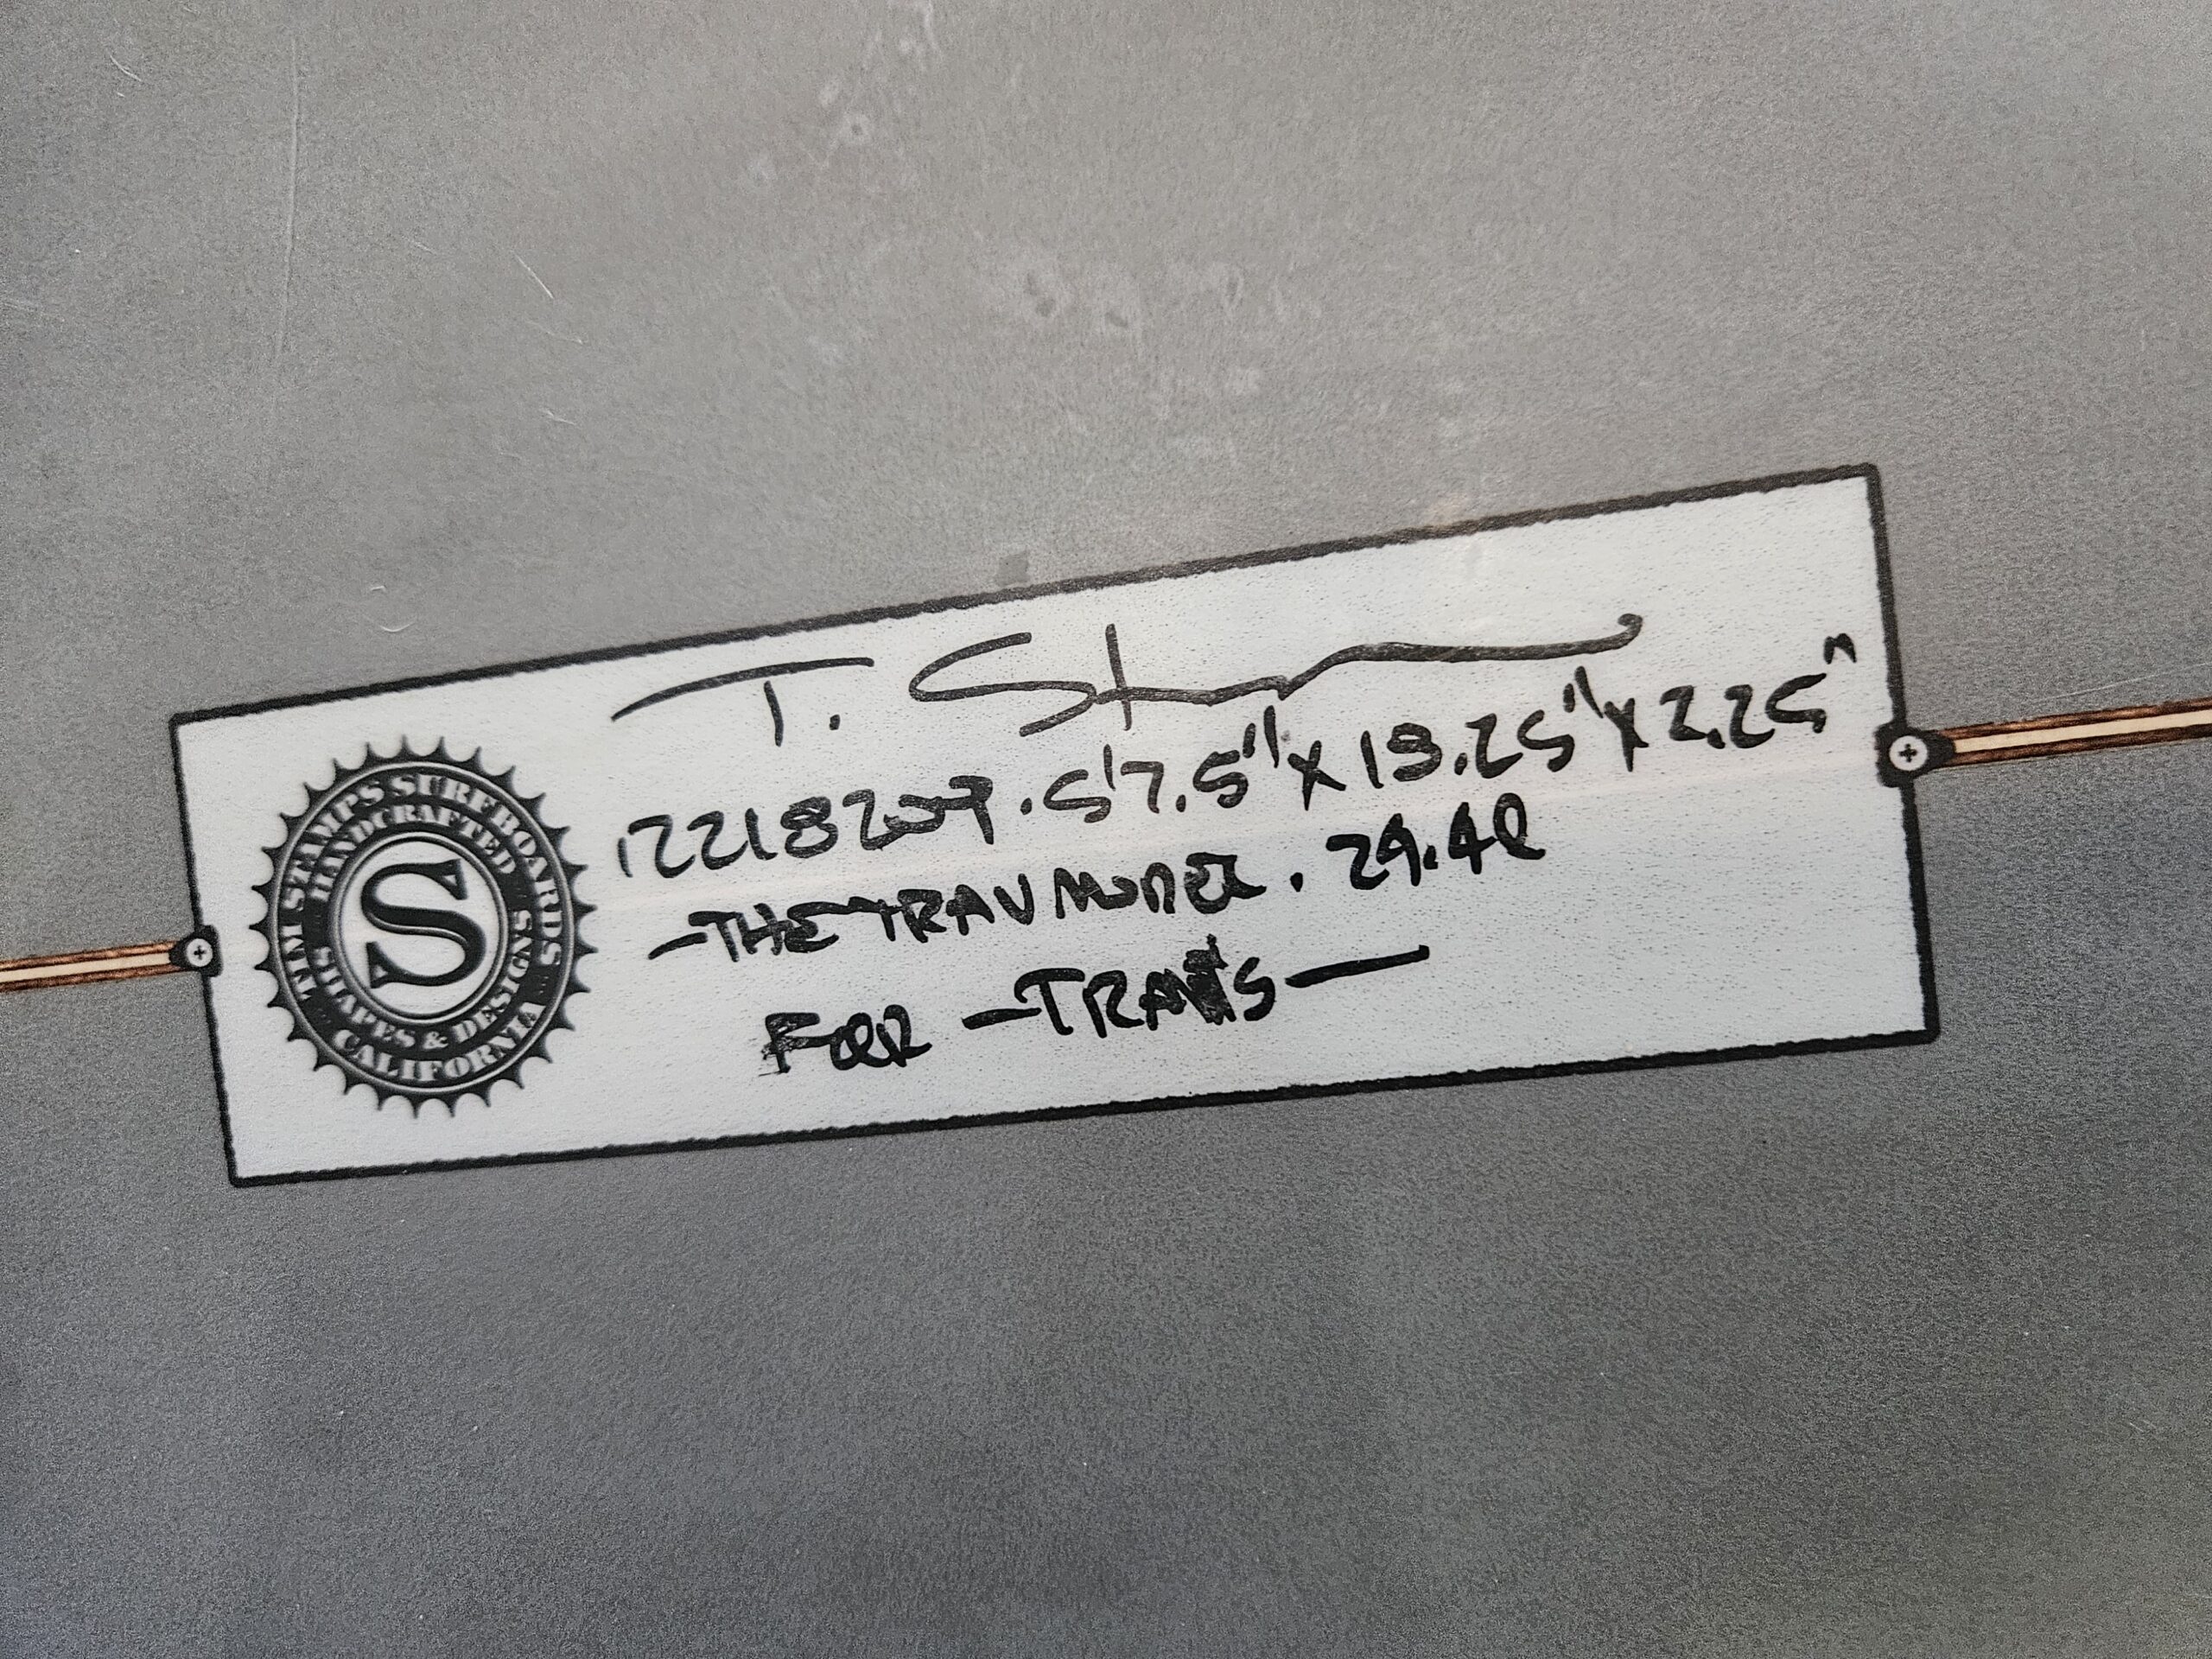 TIM STAMPS SURFBOARDS
HANDCRAFTED
S
"SHAPES & DESIGNS"
CALIFORNIA
T. St
12218209. 5'7.5" x 19.25" x 2.25"
-THE TRAV MODEL. 29.4l
FOR -TRAVIS-